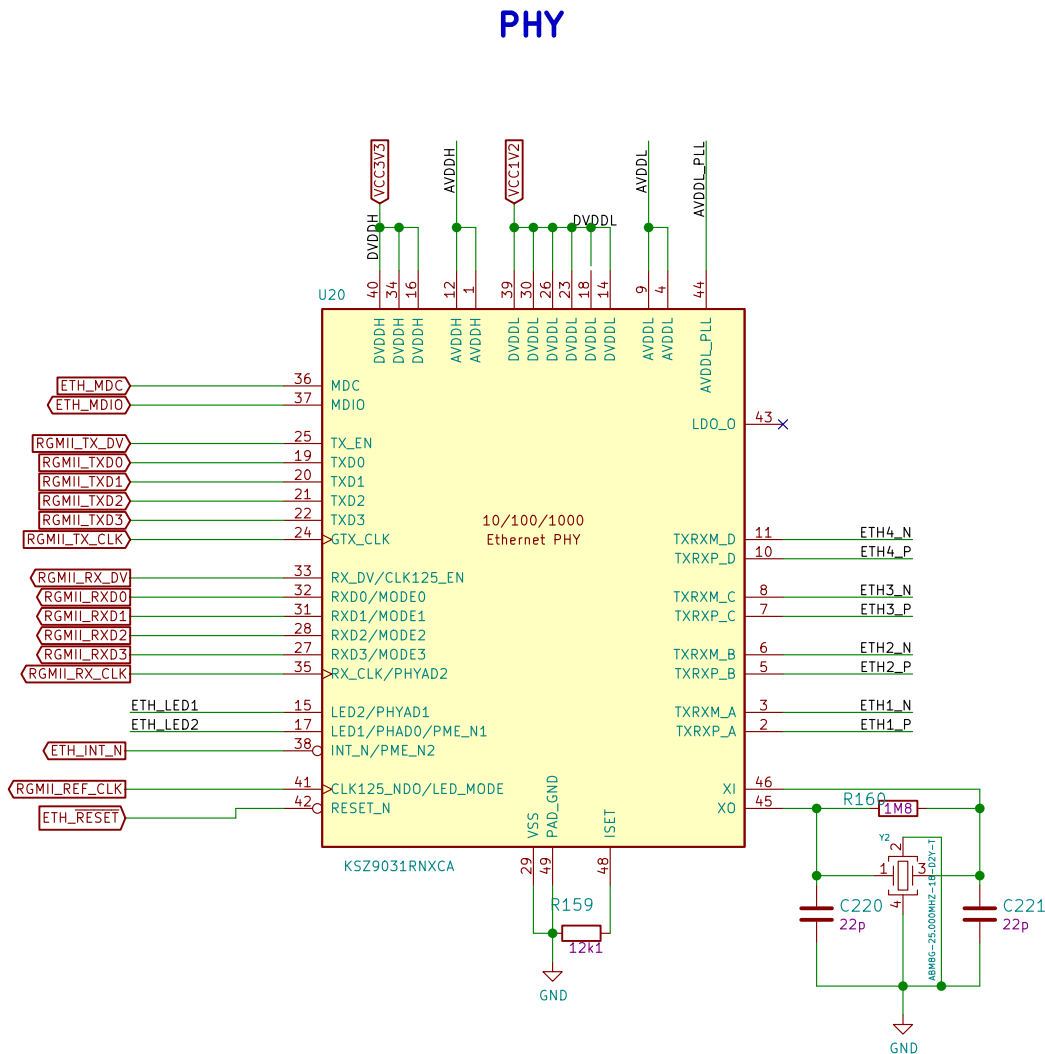 PHY
VCC3V3
AVDDH
VCC1V2
AVDDL
AVDDL_PLL
DVDDH
DVDDL
40
34
16
12
1
39
30
26
23
18
14
9
4
44
U20
DVDDH
DVDDH
DVDDH
AVDDH
AVDDH
DVDDL
DVDDL
DVDDL
DVDDL
DVDDL
DVDDL
AVDDL
AVDDL
AVDDL_PLL
ETH_MDC 36 MDC
ETH_MDIO 37 MDIO
LDO_O 43
RGMII_TX_DV 25 TX_EN
RGMII_TXD0 19 TXD0
RGMII_TXD1 20 TXD1
RGMII_TXD2 21 TXD2
RGMII_TXD3 22 TXD3
RGMII_TX_CLK 24 GTX_CLK
10/100/1000
Ethernet PHY
TXRXM_D 11 ETH4_N
TXRXP_D 10 ETH4_P
RGMII_RX_DV 33 RX_DV/CLK125_EN
RGMII_RXD0 32 RXD0/MODE0
TXRXM_C 8 ETH3_N
RGMII_RXD1 31 RXD1/MODE1
TXRXP_C 7 ETH3_P
RGMII_RXD2 28 RXD2/MODE2
RGMII_RXD3 27 RXD3/MODE3
TXRXM_B 6 ETH2_N
RGMII_RX_CLK 35 RX_CLK/PHYAD2
TXRXP_B 5 ETH2_P
ETH_LED1 15 LED2/PHYAD1
TXRXM_A 3 ETH1_N
ETH_LED2 17 LED1/PHAD0/PME_N1
TXRXP_A 2 ETH1_P
ETH_INT_N 38 INT_N/PME_N2
RGMII_REF_CLK 41 CLK125_NDO/LED_MODE
XI 46
ETH_RESET 42 RESET_N
XO 45
R160
1M8
VSS
PAD_GND
ISET
KSZ9031RNXCA
29
49
48
R159
12k1
GND
Y2
1
2
3
4
ABM8G-25.000MHZ-18-D2Y-T
C220
22p
C221
22p
GND